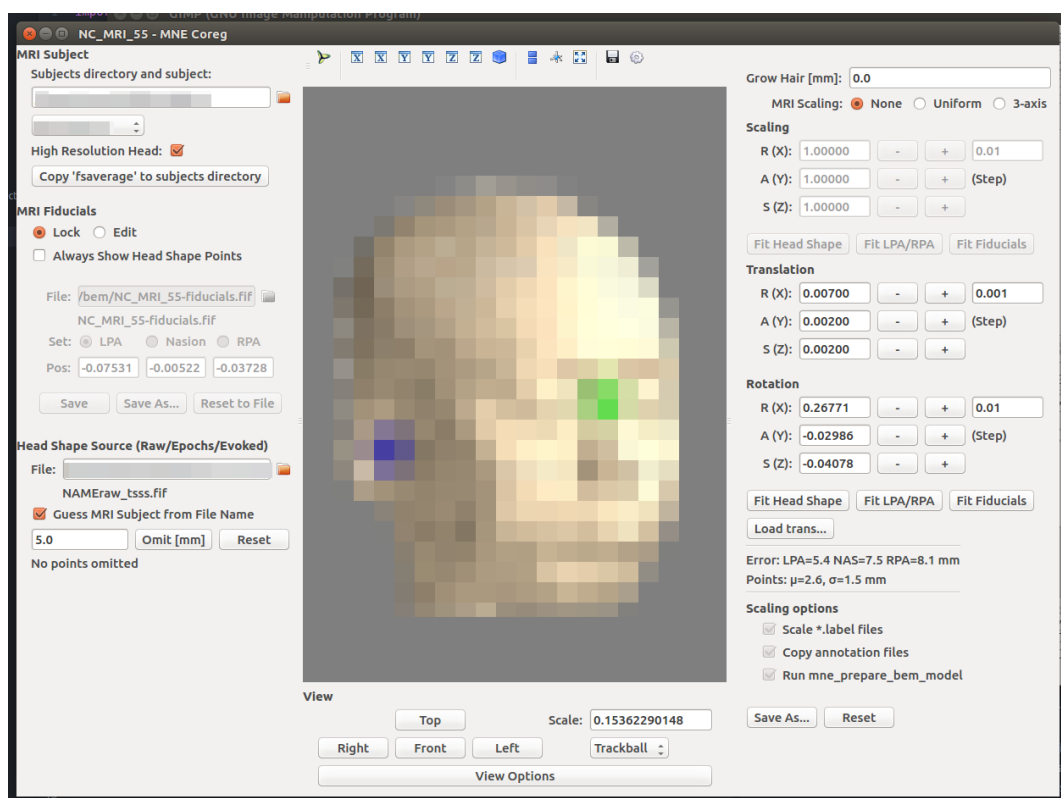 GIMP (GNU Image Manipulation Program)
NC_MRI_55 - MNE Coreg
MRI Subject
Subjects directory and subject:
High Resolution Head:
Copy 'fsaverage' to subjects directory
MRI Fiducials
Lock Edit
Always Show Head Shape Points
File: /bem/NC_MRI_55-fiducials.fif
NC_MRI_55-fiducials.fif
Set: LPA Nasion RPA
Pos: -0.07531 -0.00522 -0.03728
Save Save As... Reset to File
Head Shape Source (Raw/Epochs/Evoked)
File:
NAMEraw_tsss.fif
Guess MRI Subject from File Name
5.0 Omit [mm] Reset
No points omitted
X X Y Y Z Z
View
Top Scale: 0.15362290148
Right Front Left Trackball
View Options
Grow Hair [mm]: 0.0
MRI Scaling: None Uniform 3-axis
Scaling
R (X): 1.00000 - + 0.01
A (Y): 1.00000 - + (Step)
S (Z): 1.00000 - +
Fit Head Shape Fit LPA/RPA Fit Fiducials
Translation
R (X): 0.00700 - + 0.001
A (Y): 0.00200 - + (Step)
S (Z): 0.00200 - +
Rotation
R (X): 0.26771 - + 0.01
A (Y): -0.02986 - + (Step)
S (Z): -0.04078 - +
Fit Head Shape Fit LPA/RPA Fit Fiducials
Load trans...
Error: LPA=5.4 NAS=7.5 RPA=8.1 mm
Points: μ=2.6, σ=1.5 mm
Scaling options
Scale *.label files
Copy annotation files
Run mne_prepare_bem_model
Save As... Reset